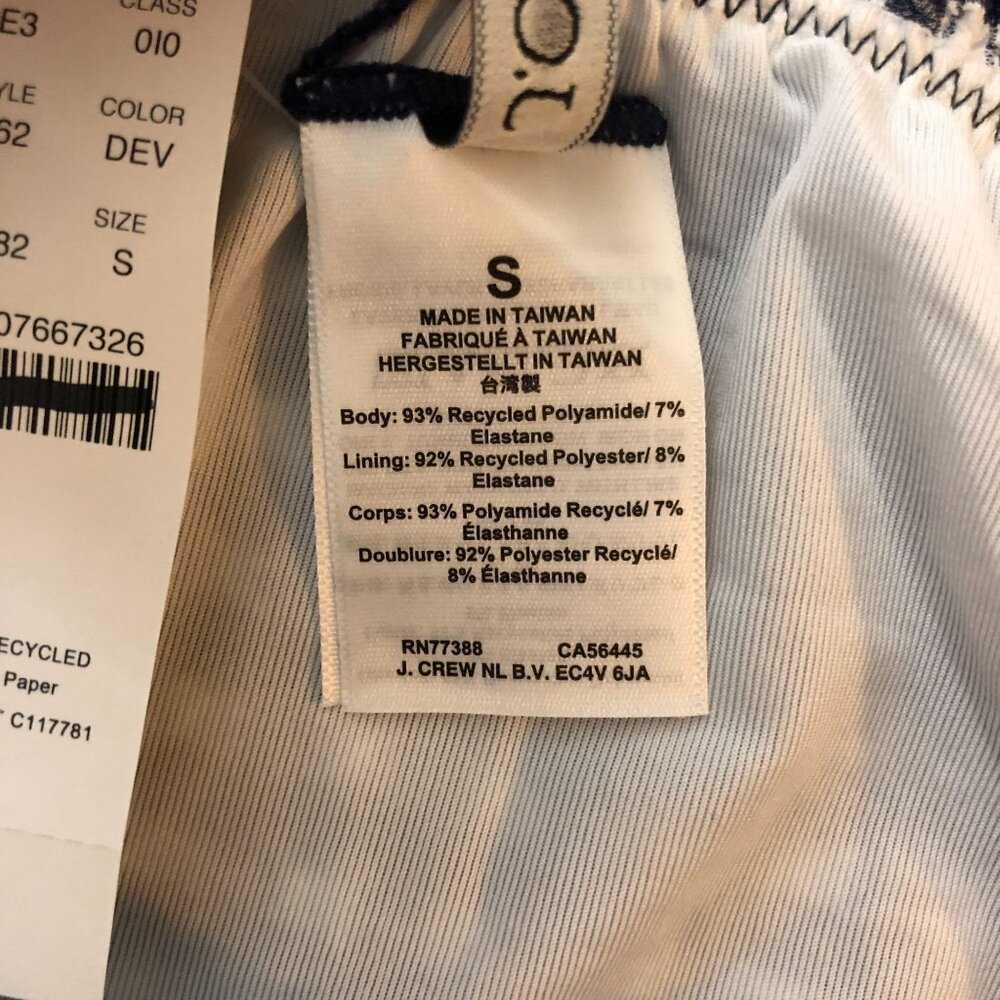 CLASS
E3 010
COLOR
62 DEV
SIZE
32 S
07667326
ECYCLED
Paper
C117781
J.C
S
MADE IN TAIWAN
FABRIQUÉ À TAIWAN
HERGESTELLT IN TAIWAN
台湾製
Body: 93% Recycled Polyamide/ 7%
Elastane
Lining: 92% Recycled Polyester/ 8%
Elastane
Corps: 93% Polyamide Recyclé/ 7%
Élasthanne
Doublure: 92% Polyester Recyclé/
8% Élasthanne
RN77388 CA56445
J. CREW NL B.V. EC4V 6JA